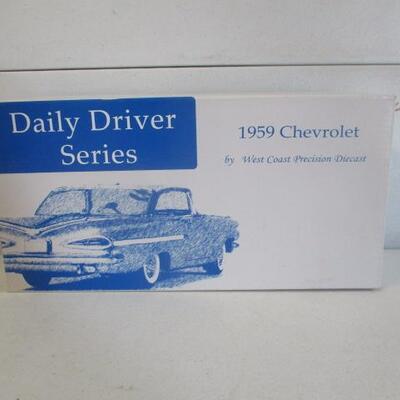 Daily Driver
Series
1959 Chevrolet
by West Coast Precision Diecast